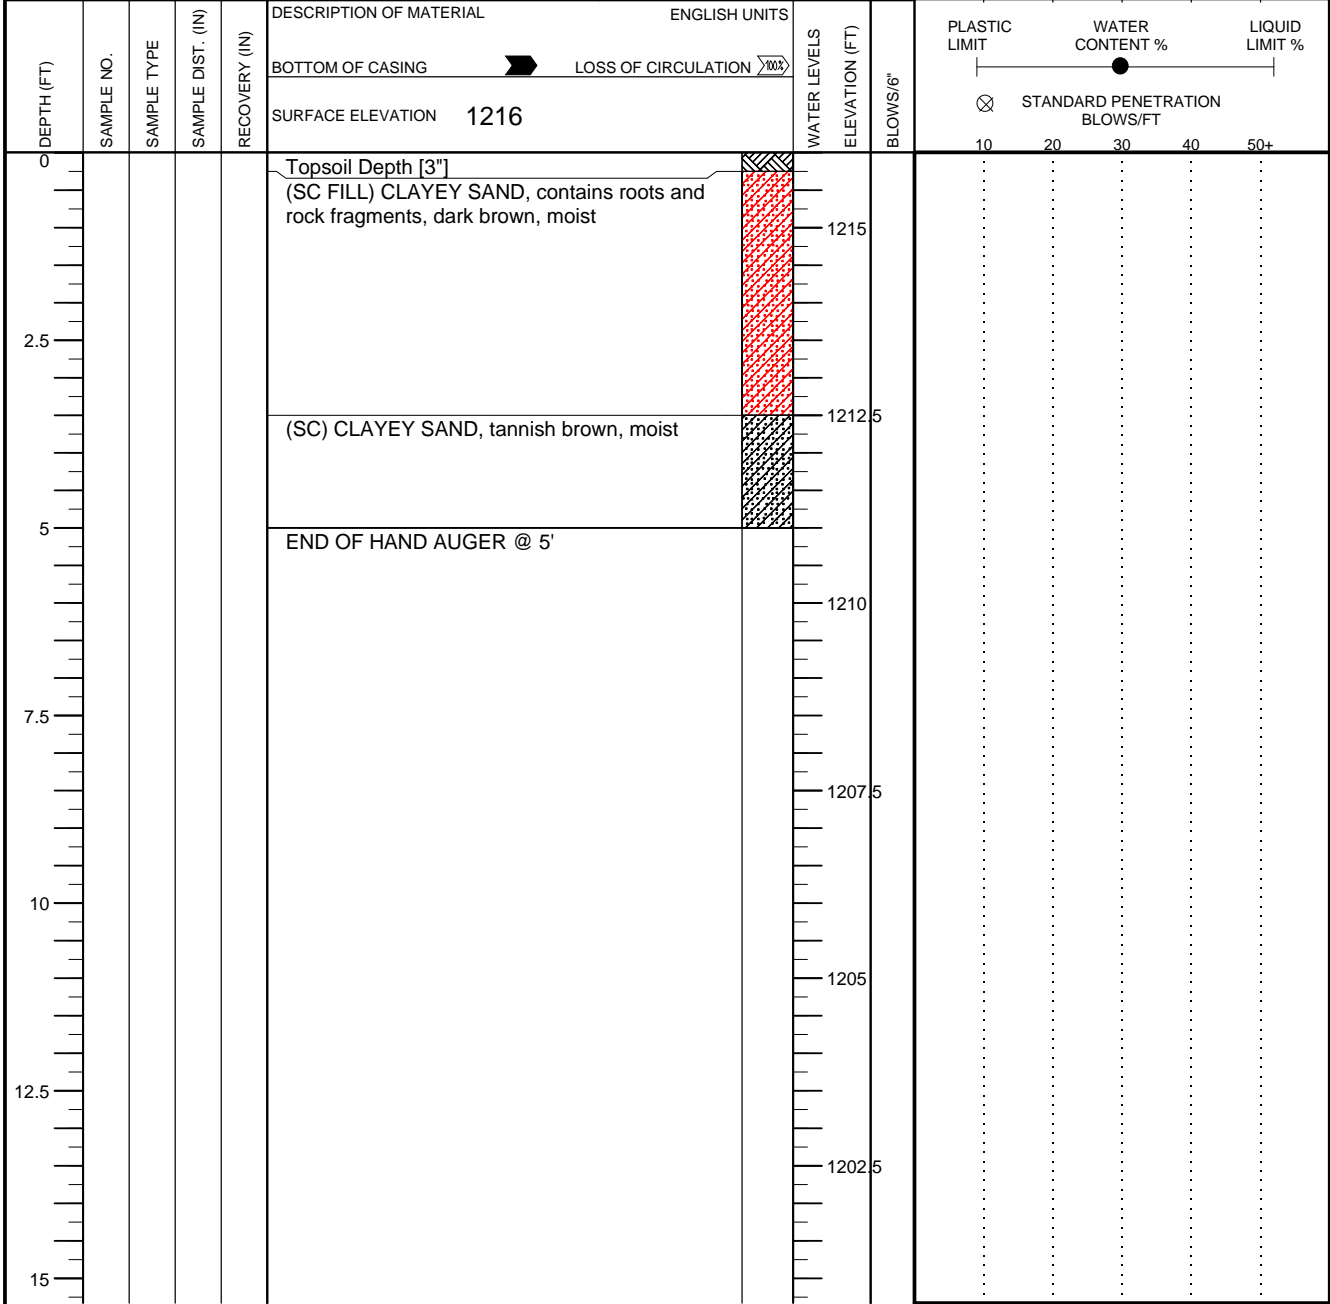 DEPTH (FT)
SAMPLE NO.
SAMPLE TYPE
SAMPLE DIST. (IN)
RECOVERY (IN)
DESCRIPTION OF MATERIAL ENGLISH UNITS
BOTTOM OF CASING LOSS OF CIRCULATION 100%
SURFACE ELEVATION 1216
WATER LEVELS
ELEVATION (FT)
BLOWS/6"
PLASTIC LIMIT
WATER CONTENT %
LIQUID LIMIT %
STANDARD PENETRATION
BLOWS/FT
10 20 30 40 50+
0
Topsoil Depth [3"]
(SC FILL) CLAYEY SAND, contains roots and
rock fragments, dark brown, moist
1215
2.5
1212.5
(SC) CLAYEY SAND, tannish brown, moist
5
END OF HAND AUGER @ 5'
1210
7.5
1207.5
10
1205
12.5
1202.5
15